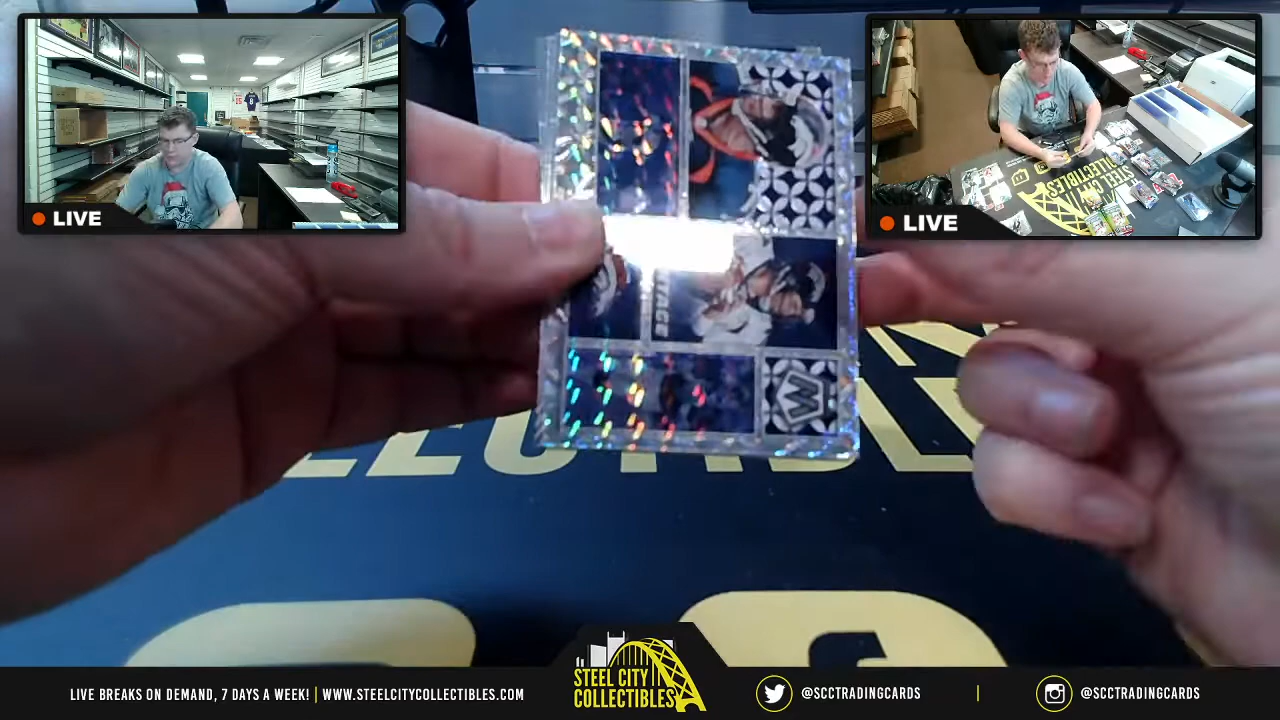 LIVE
LIVE
LIVE BREAKS ON DEMAND, 7 DAYS A WEEK! | WWW.STEELCITYCOLLECTIBLES.COM
STEEL CITY
COLLECTIBLES
@SCCTRADINGCARDS
|
@SCCTRADINGCARDS